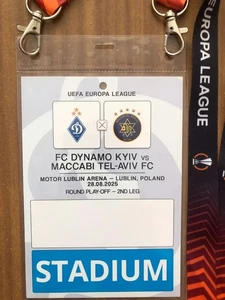 UEFA EUROPA LEAGUE
FC DYNAMO KYIV VS
MACCABI TEL-AVIV FC
MOTOR LUBLIN ARENA – LUBLIN, POLAND
28.08.2025
ROUND PLAY-OFF – 2ND LEG
STADIUM
EUROPA LEAGUE